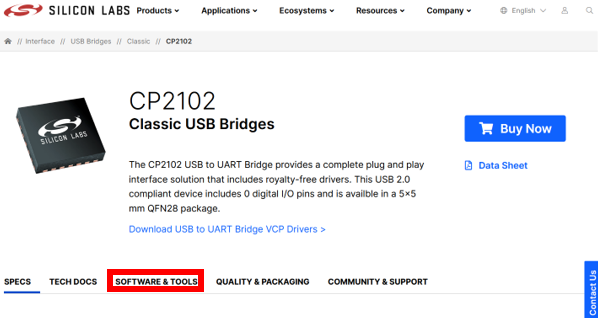 SILICON LABS Products Applications Ecosystems Resources Company English
// Interface // USB Bridges // Classic // CP2102
CP2102
Classic USB Bridges
SILICON LABS
Buy Now
The CP2102 USB to UART Bridge provides a complete plug and play
interface solution that includes royalty-free drivers. This USB 2.0
compliant device includes 0 digital I/O pins and is availble in a 5x5
mm QFN28 package.
Data Sheet
Download USB to UART Bridge VCP Drivers >
SPECS TECH DOCS SOFTWARE & TOOLS QUALITY & PACKAGING COMMUNITY & SUPPORT
Contact Us